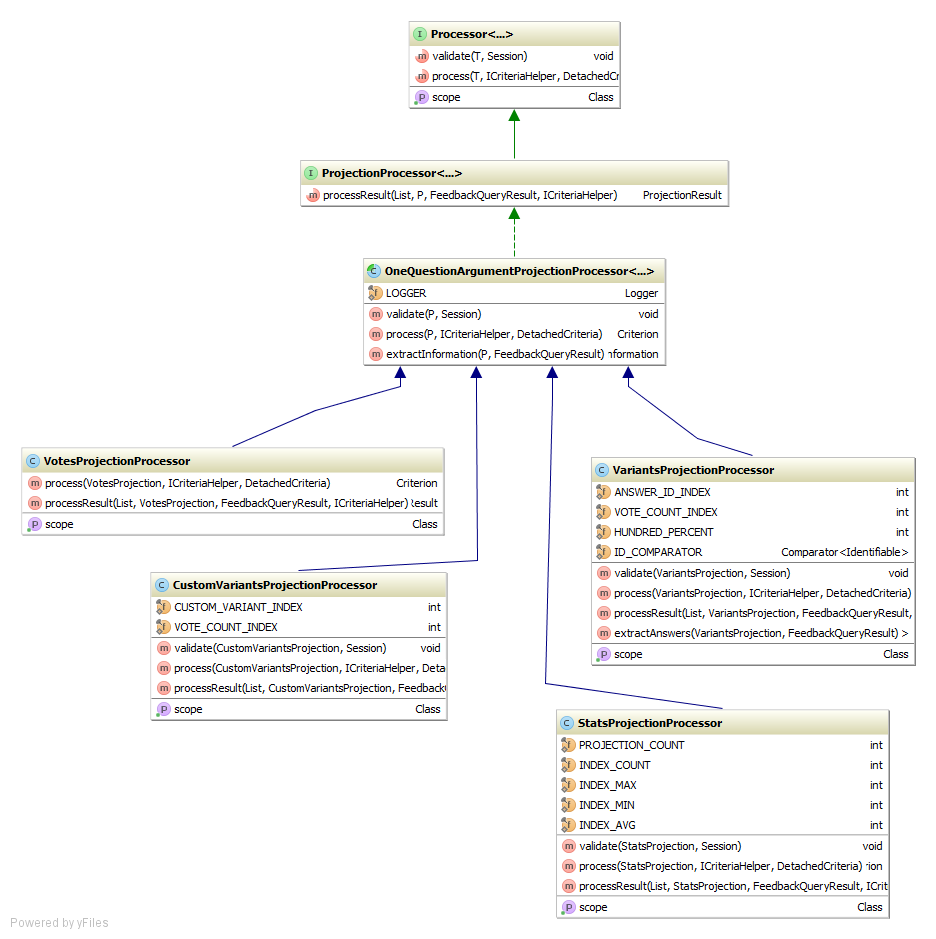 I Processor<...>
m validate(T, Session) void
m process(T, ICriteriaHelper, DetachedCr
P scope Class
I ProjectionProcessor<...>
m processResult(List, P, FeedbackQueryResult, ICriteriaHelper) ProjectionResult
C OneQuestionArgumentProjectionProcessor<...>
f LOGGER Logger
m validate(P, Session) void
m process(P, ICriteriaHelper, DetachedCriteria) Criterion
m extractInformation(P, FeedbackQueryResult) nformation
C VotesProjectionProcessor
m process(VotesProjection, ICriteriaHelper, DetachedCriteria) Criterion
m processResult(List, VotesProjection, FeedbackQueryResult, ICriteriaHelper) Result
P scope Class
C VariantsProjectionProcessor
f ANSWER_ID_INDEX int
f VOTE_COUNT_INDEX int
f HUNDRED_PERCENT int
f ID_COMPARATOR Comparator<Identifiable>
m validate(VariantsProjection, Session) void
m process(VariantsProjection, ICriteriaHelper, DetachedCriteria)
m processResult(List, VariantsProjection, FeedbackQueryResult,
m extractAnswers(VariantsProjection, FeedbackQueryResult) >
P scope Class
C CustomVariantsProjectionProcessor
f CUSTOM_VARIANT_INDEX int
f VOTE_COUNT_INDEX int
m validate(CustomVariantsProjection, Session) void
m process(CustomVariantsProjection, ICriteriaHelper, Deta
m processResult(List, CustomVariantsProjection, Feedback
P scope Class
C StatsProjectionProcessor
f PROJECTION_COUNT int
f INDEX_COUNT int
f INDEX_MAX int
f INDEX_MIN int
f INDEX_AVG int
m validate(StatsProjection, Session) void
m process(StatsProjection, ICriteriaHelper, DetachedCriteria) rion
m processResult(List, StatsProjection, FeedbackQueryResult, ICrit
P scope Class
Powered by yFiles